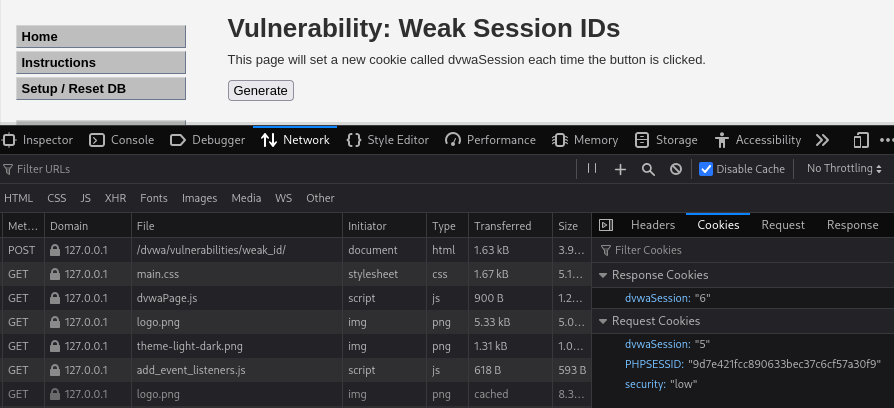 Home
Instructions
Setup / Reset DB
Vulnerability: Weak Session IDs
This page will set a new cookie called dvwaSession each time the button is clicked.
Generate
Inspector Console Debugger Network Style Editor Performance Memory Storage Accessibility
Filter URLs
Disable Cache No Throttling
HTML CSS JS XHR Fonts Images Media WS Other
Met... Domain File Initiator Type Transferred Size
POST 127.0.0.1 /dvwa/vulnerabilities/weak_id/ document html 1.63 kB 3.9...
GET 127.0.0.1 main.css stylesheet css 1.67 kB 5.1...
GET 127.0.0.1 dvwaPage.js script js 900 B 1.2...
GET 127.0.0.1 logo.png img png 5.33 kB 5.0...
GET 127.0.0.1 theme-light-dark.png img png 1.31 kB 1.0...
GET 127.0.0.1 add_event_listeners.js script js 618 B 593 B
GET 127.0.0.1 logo.png img png cached 8.3...
Headers Cookies Request Response
Filter Cookies
Response Cookies
dvwaSession: "6"
Request Cookies
dvwaSession: "5"
PHPSESSID: "9d7e421fcc890633bec37c6cf57a30f9"
security: "low"